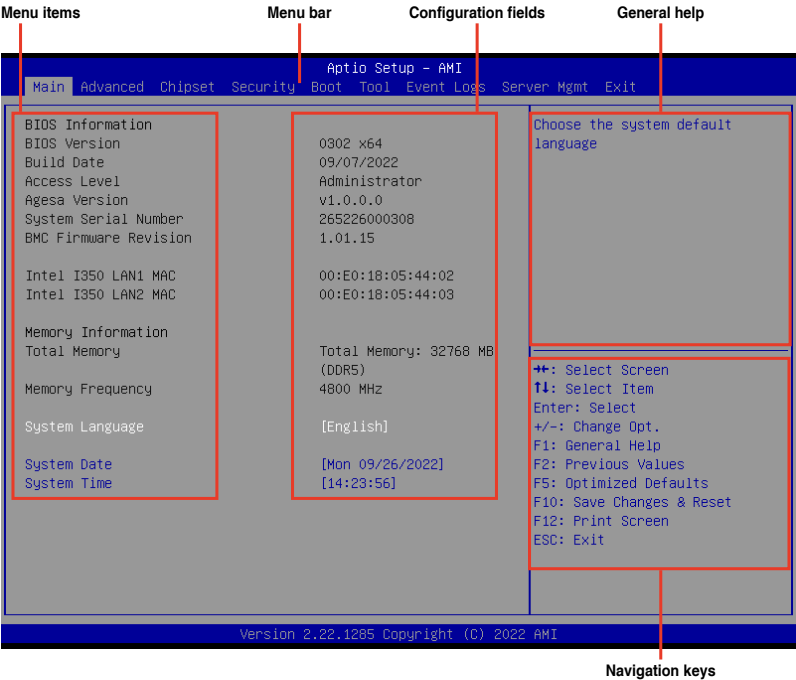 Menu items Menu bar Configuration fields General help
Aptio Setup – AMI
Main Advanced Chipset Security Boot Tool Event Logs Server Mgmt Exit
BIOS Information
BIOS Version 0302 x64
Build Date 09/07/2022
Access Level Administrator
Agesa Version v1.0.0.0
System Serial Number 265226000308
BMC Firmware Revision 1.01.15
Intel I350 LAN1 MAC 00:E0:18:05:44:02
Intel I350 LAN2 MAC 00:E0:18:05:44:03
Memory Information
Total Memory Total Memory: 32768 MB
(DDR5)
Memory Frequency 4800 MHz
System Language [English]
System Date [Mon 09/26/2022]
System Time [14:23:56]
Choose the system default
language
→←: Select Screen
↑↓: Select Item
Enter: Select
+/-: Change Opt.
F1: General Help
F2: Previous Values
F5: Optimized Defaults
F10: Save Changes & Reset
F12: Print Screen
ESC: Exit
Version 2.22.1285 Copyright (C) 2022 AMI
Navigation keys